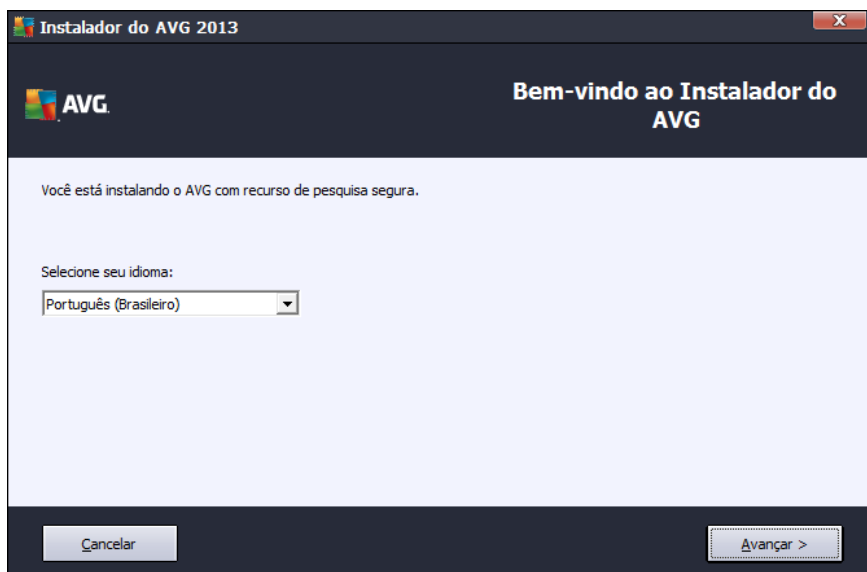 Instalador do AVG 2013
AVG.
Bem-vindo ao Instalador do
AVG
Você está instalando o AVG com recurso de pesquisa segura.
Selecione seu idioma:
Português (Brasileiro)
Cancelar
Avançar >